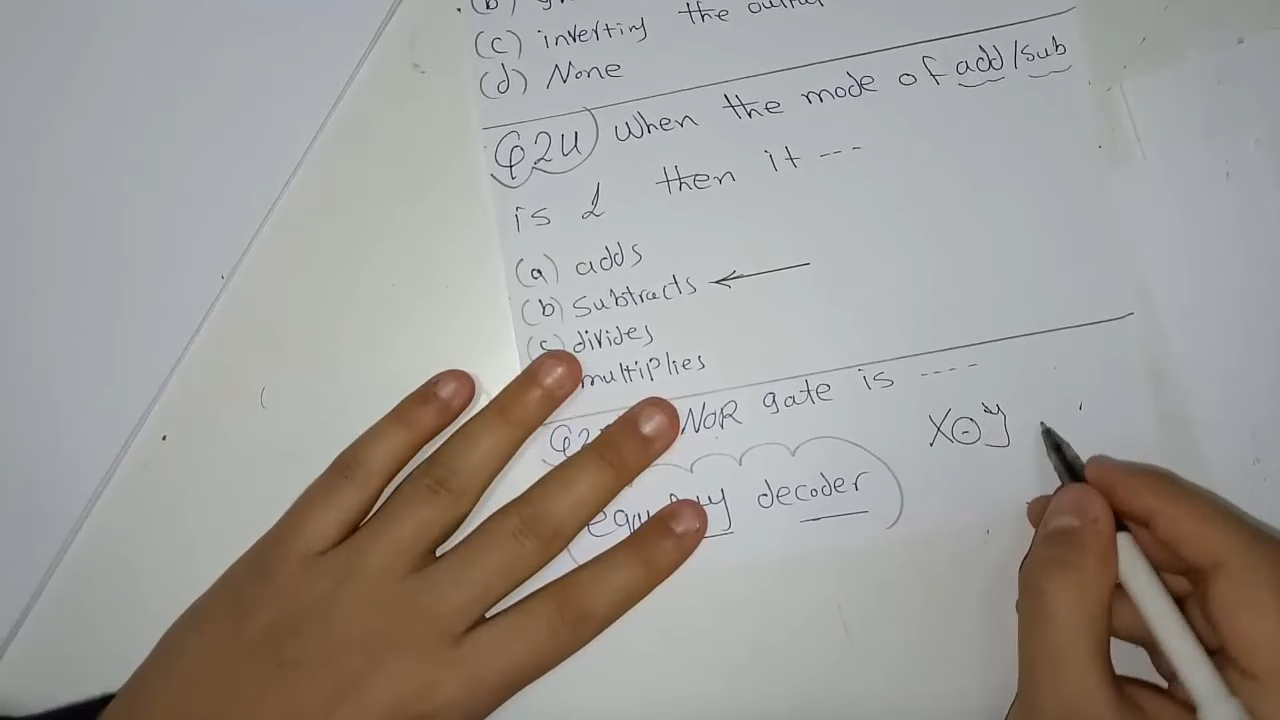 (c) inverting the
(d) None
Q24) When the mode of add/sub
is 1 then it ---
(a) adds
(b) Subtracts ←
(c) divides
multiplies
NOR gate is ----
X⊙y
decoder